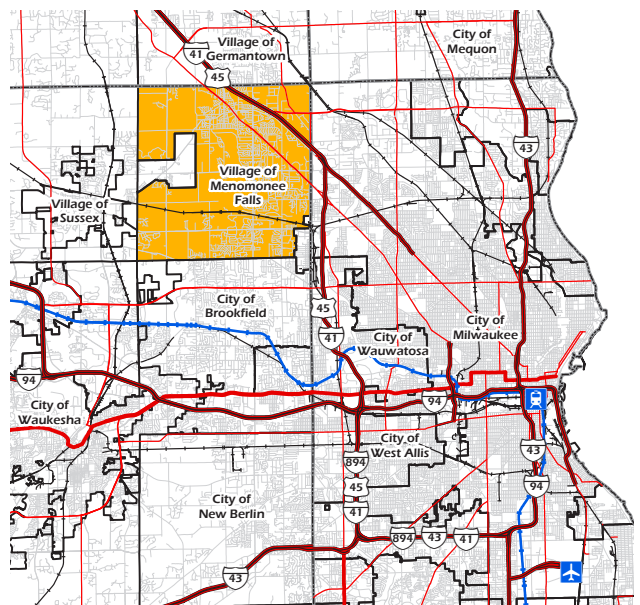 Village of
Germantown
City of
Mequon
41
45
43
Village of
Menomonee
Falls
Village of
Sussex
City of
Brookfield
45
41
City of
Wauwatosa
City of
Milwaukee
94
City of
Waukesha
94
City of
West Allis
43
894
45
94
City of
New Berlin
41
894
43
41
43